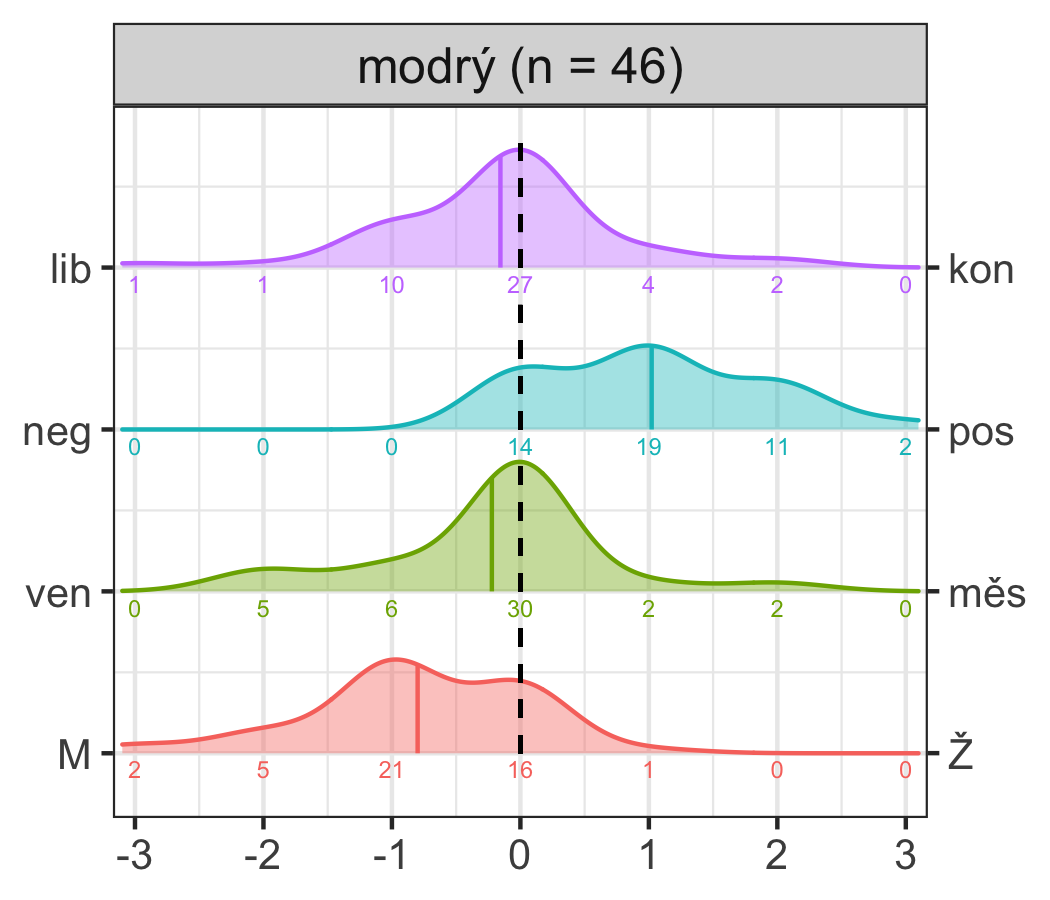 modrý (n = 46)
lib kon
1 1 10 27 4 2 0
neg pos
0 0 0 14 19 11 2
ven měs
0 5 6 30 2 2 0
M Ž
2 5 21 16 1 0 0
-3 -2 -1 0 1 2 3